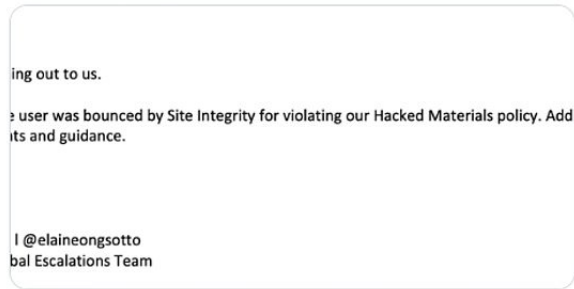 ing out to us.
user was bounced by Site Integrity for violating our Hacked Materials policy. Add
ts and guidance.
l @elaineongsotto
bal Escalations Team